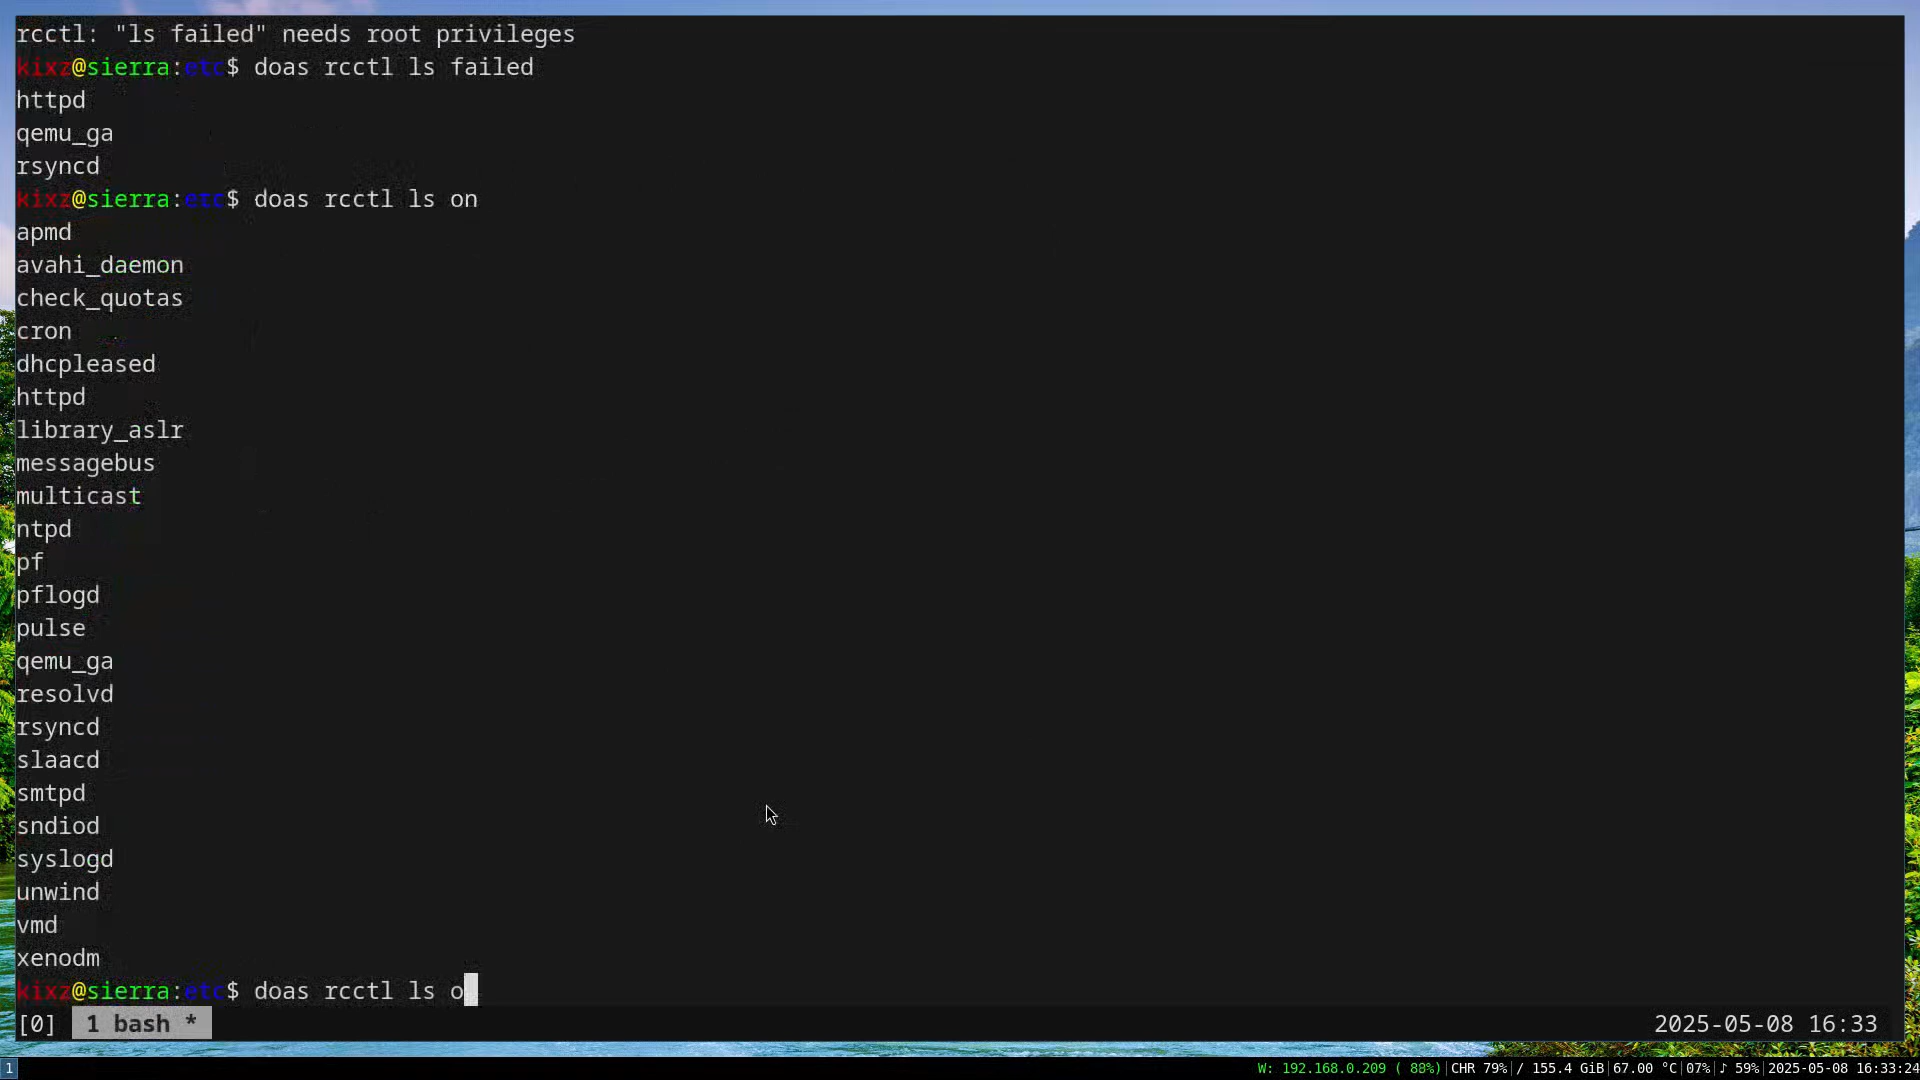 rcctl: "ls failed" needs root privileges
kixz@sierra:etc$ doas rcctl ls failed
httpd
qemu_ga
rsyncd
kixz@sierra:etc$ doas rcctl ls on
apmd
avahi_daemon
check_quotas
cron
dhcpleased
httpd
library_aslr
messagebus
multicast
ntpd
pf
pflogd
pulse
qemu_ga
resolvd
rsyncd
slaacd
smtpd
sndiod
syslogd
unwind
vmd
xenodm
kixz@sierra:etc$ doas rcctl ls o
[0] 1 bash * 2025-05-08 16:33
1 W: 192.168.0.209 ( 88%)|CHR 79%|/ 155.4 GiB|67.00 °C|07%|♪ 59%|2025-05-08 16:33:24